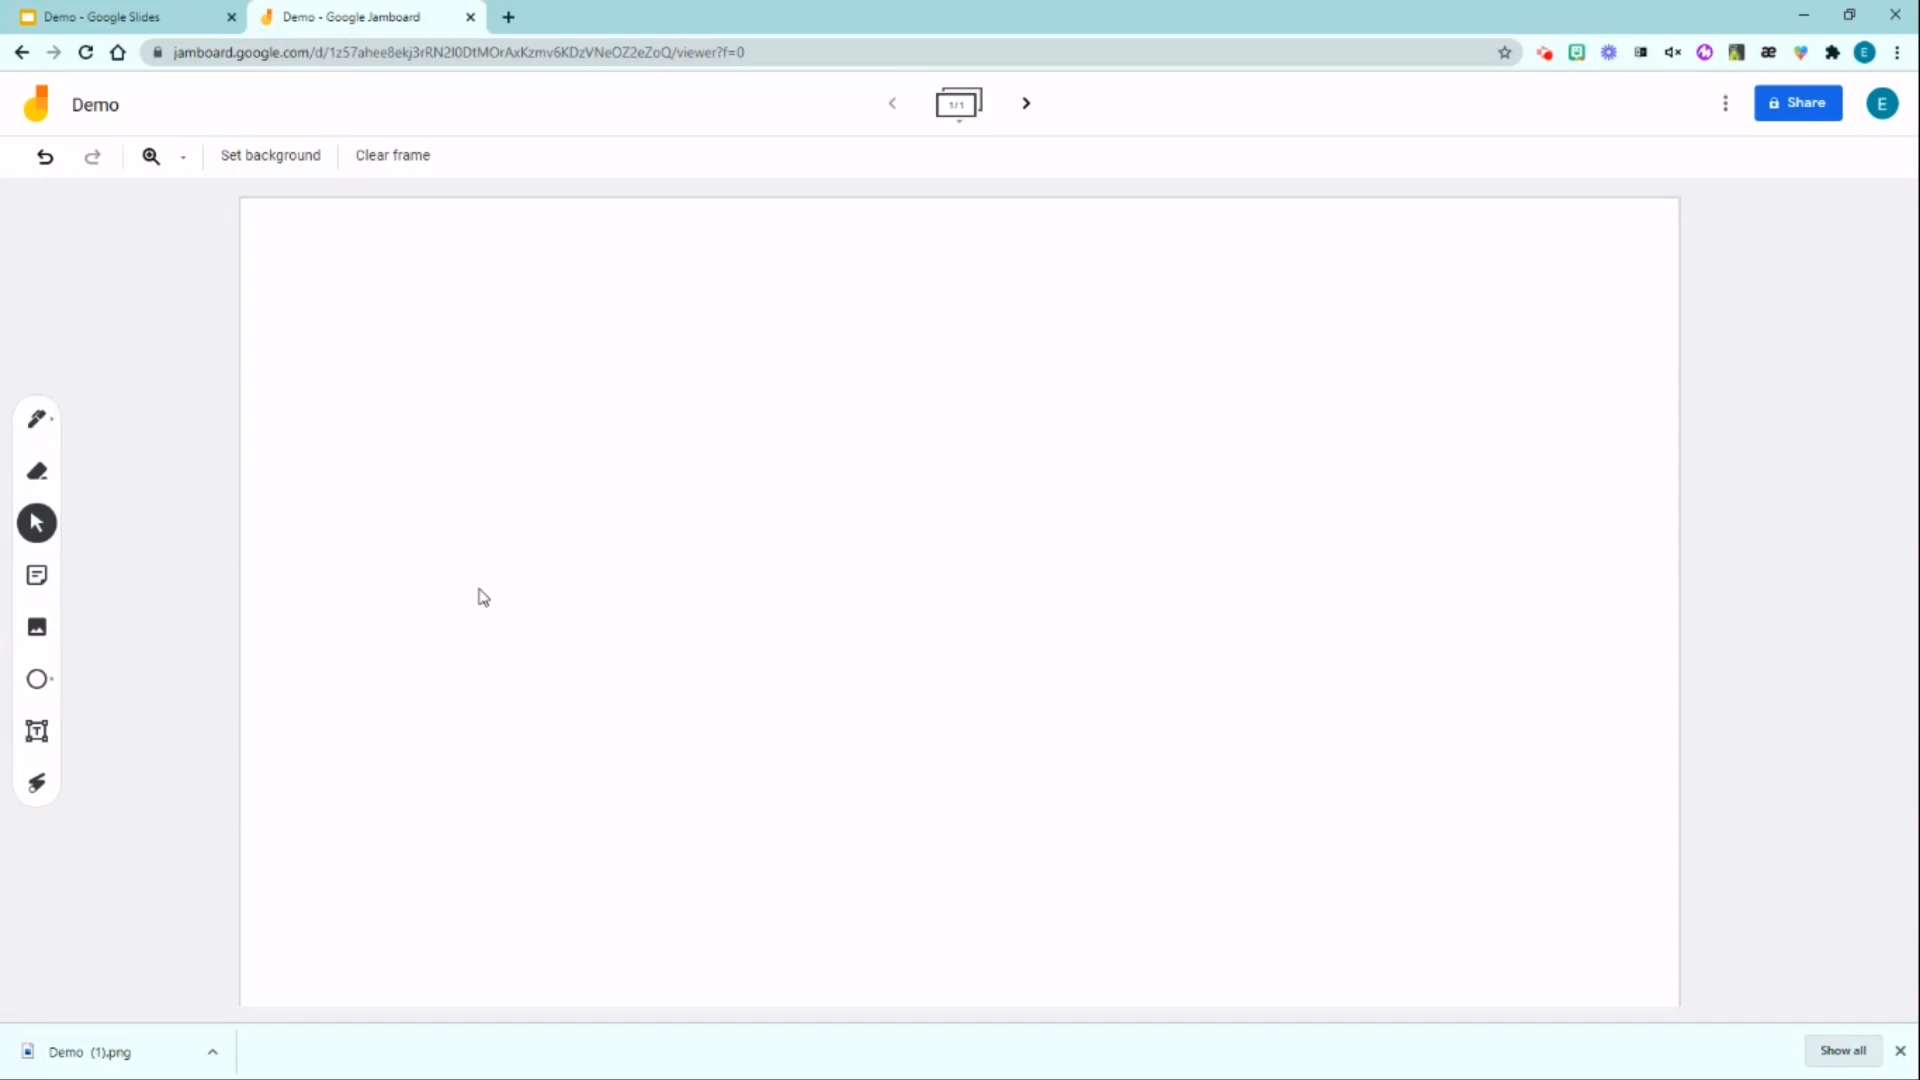 Demo - Google Slides
Demo - Google Jamboard
jamboard.google.com/d/1z57ahee8ekj3rRN2I0DtMOrAxKzmv6KDzVNeOZ2eZoQ/viewer?f=0
æ
E
Demo
1/1
Share
E
Set background
Clear frame
T
Demo (1).png
Show all